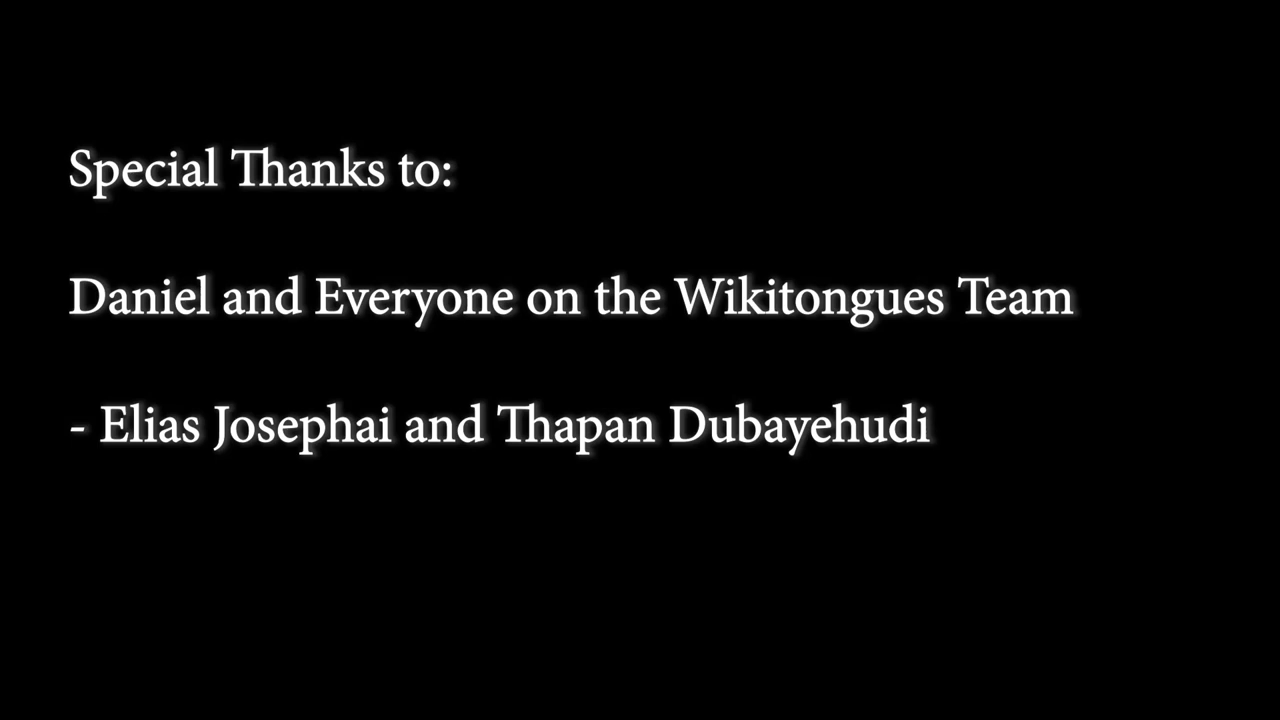 Special Thanks to:
Daniel and Everyone on the Wikitongues Team
- Elias Josephai and Thapan Dubayehudi